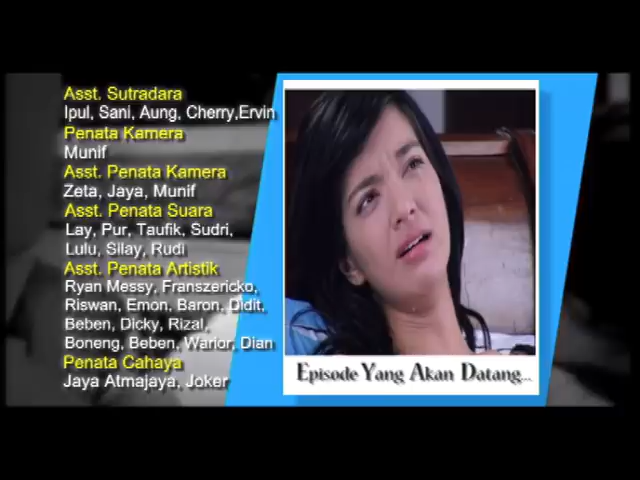 Asst. Sutradara
Ipul, Sani, Aung, Cherry,Ervin
Penata Kamera
Munif
Asst. Penata Kamera
Zeta, Jaya, Munif
Asst. Penata Suara
Lay, Pur, Taufik, Sudri,
Lulu, Silay, Rudi
Asst. Penata Artistik
Ryan Messy, Franszericko,
Riswan, Emon, Baron, Didit,
Beben, Dicky, Rizal,
Boneng, Beben, Warior, Dian
Penata Cahaya
Jaya Atmajaya, Joker
Episode Yang Akan Datang...